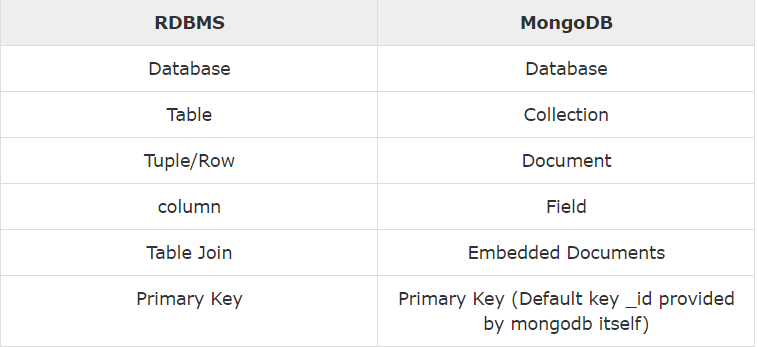 RDBMS MongoDB
Database Database
Table Collection
Tuple/Row Document
column Field
Table Join Embedded Documents
Primary Key Primary Key (Default key _id provided
by mongodb itself)